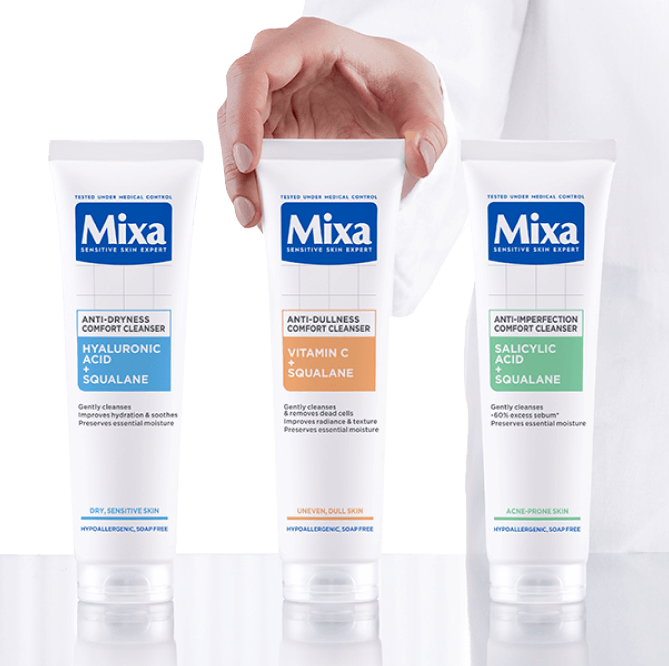 TESTED UNDER MEDICAL CONTROL
Mixa
SENSITIVE SKIN EXPERT
ANTI-DRYNESS
COMFORT CLEANSER
HYALURONIC
ACID
+
SQUALANE
Gently cleanses
Improves hydration & soothes
Preserves essential moisture
DRY, SENSITIVE SKIN
HYPOALLERGENIC, SOAP FREE
TESTED UNDER MEDICAL CONTROL
Mixa
SENSITIVE SKIN EXPERT
ANTI-DULLNESS
COMFORT CLEANSER
VITAMIN C
+
SQUALANE
Gently cleanses
& removes dead cells
Improves radiance & texture
Preserves essential moisture
UNEVEN, DULL SKIN
HYPOALLERGENIC, SOAP FREE
TESTED UNDER MEDICAL CONTROL
Mixa
SENSITIVE SKIN EXPERT
ANTI-IMPERFECTION
COMFORT CLEANSER
SALICYLIC
ACID
+
SQUALANE
Gently cleanses
-60% excess sebum*
Preserves essential moisture
ACNE-PRONE SKIN
HYPOALLERGENIC, SOAP FREE